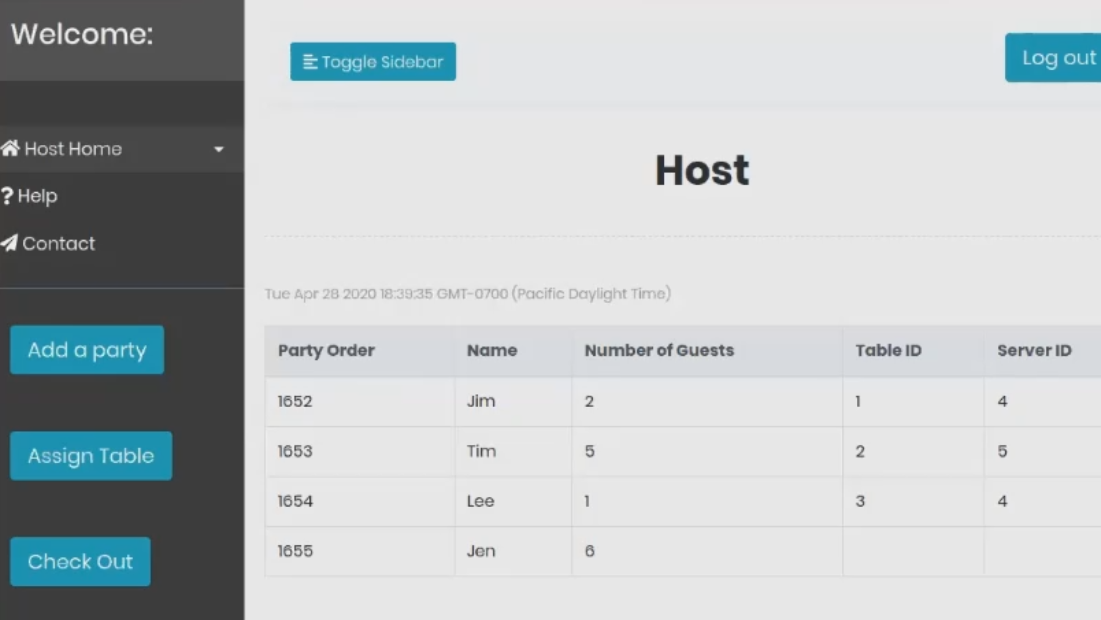 Welcome:
Toggle Sidebar
Log out
Host Home
Help
Contact
Host
Tue Apr 28 2020 18:39:35 GMT-0700 (Pacific Daylight Time)
Add a party
Assign Table
Check Out
Party Order Name Number of Guests Table ID Server ID
1652 Jim 2 1 4
1653 Tim 5 2 5
1654 Lee 1 3 4
1655 Jen 6